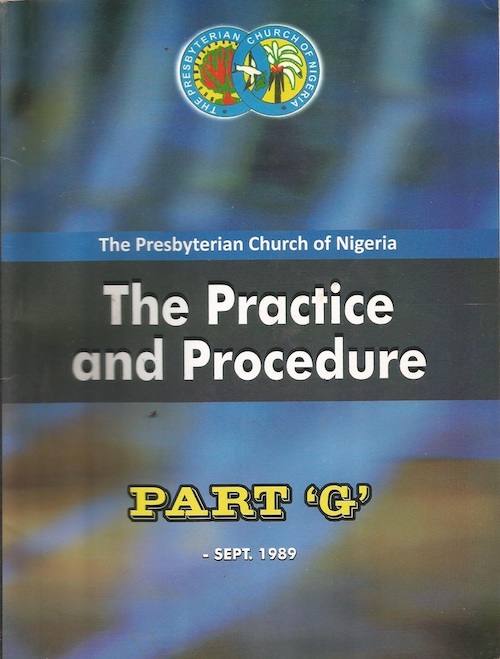 THE PRESBYTERIAN CHURCH OF NIGERIA
The Presbyterian Church of Nigeria
The Practice
and Procedure
PART ‘G’
- SEPT. 1989